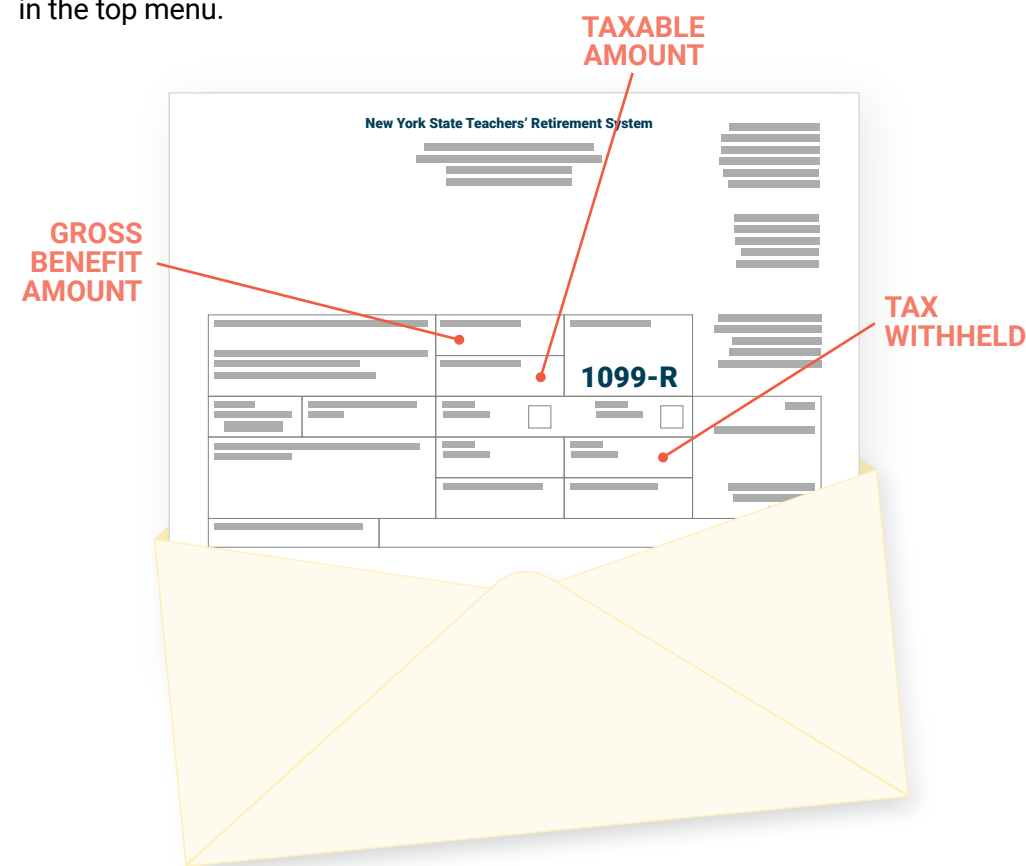 in the top menu.
TAXABLE
AMOUNT
New York State Teachers’ Retirement System
GROSS
BENEFIT
AMOUNT
TAX
WITHHELD
1099-R